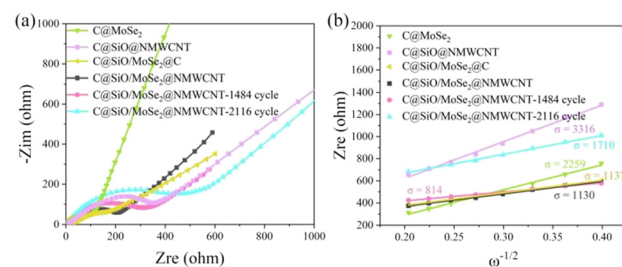 (a)
1000
800
600
400
200
0
-Zim (ohm)
C@MoSe₂
C@SiO@NMWCNT
C@SiO/MoSe₂@C
C@SiO/MoSe₂@NMWCNT
C@SiO/MoSe₂@NMWCNT-1484 cycle
C@SiO/MoSe₂@NMWCNT-2116 cycle
0 200 400 600 800 1000
Zre (ohm)
(b)
2000
1800
1600
1400
1200
1000
800
600
400
200
Zre (ohm)
C@MoSe₂
C@SiO@NMWCNT
C@SiO/MoSe₂@C
C@SiO/MoSe₂@NMWCNT
C@SiO/MoSe₂@NMWCNT-1484 cycle
C@SiO/MoSe₂@NMWCNT-2116 cycle
σ = 3316
σ = 1710
σ = 2259
σ = 1137
σ = 814
σ = 1130
0.20 0.25 0.30 0.35 0.40
ω⁻¹/²